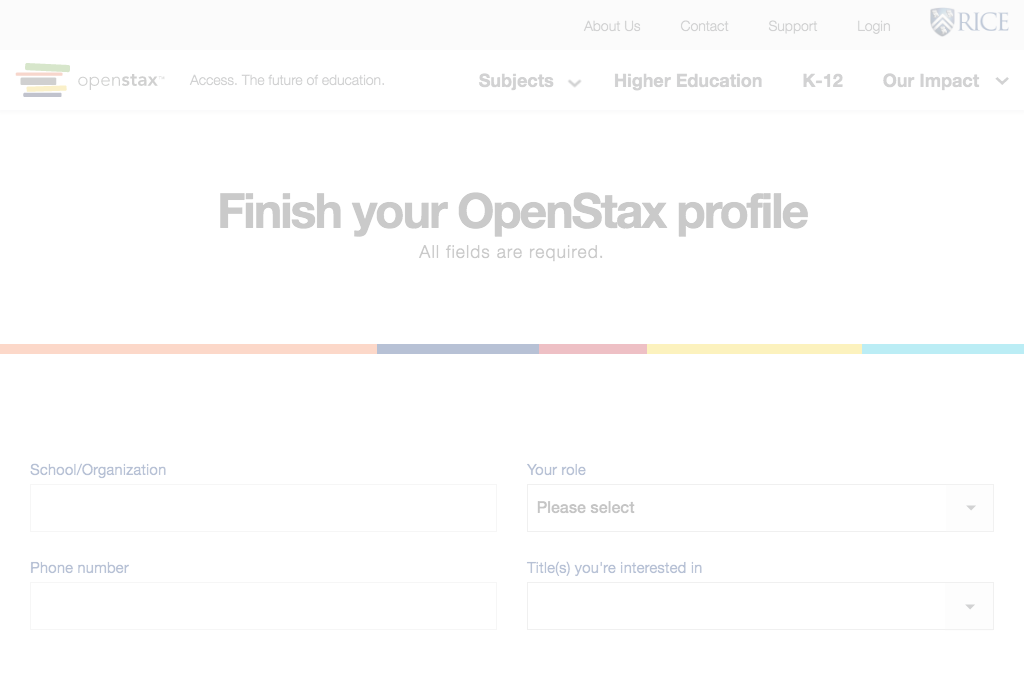 About Us Contact Support Login RICE
openstax™ Access. The future of education. Subjects Higher Education K-12 Our Impact
Finish your OpenStax profile
All fields are required.
School/Organization Your role
Please select
Phone number Title(s) you're interested in